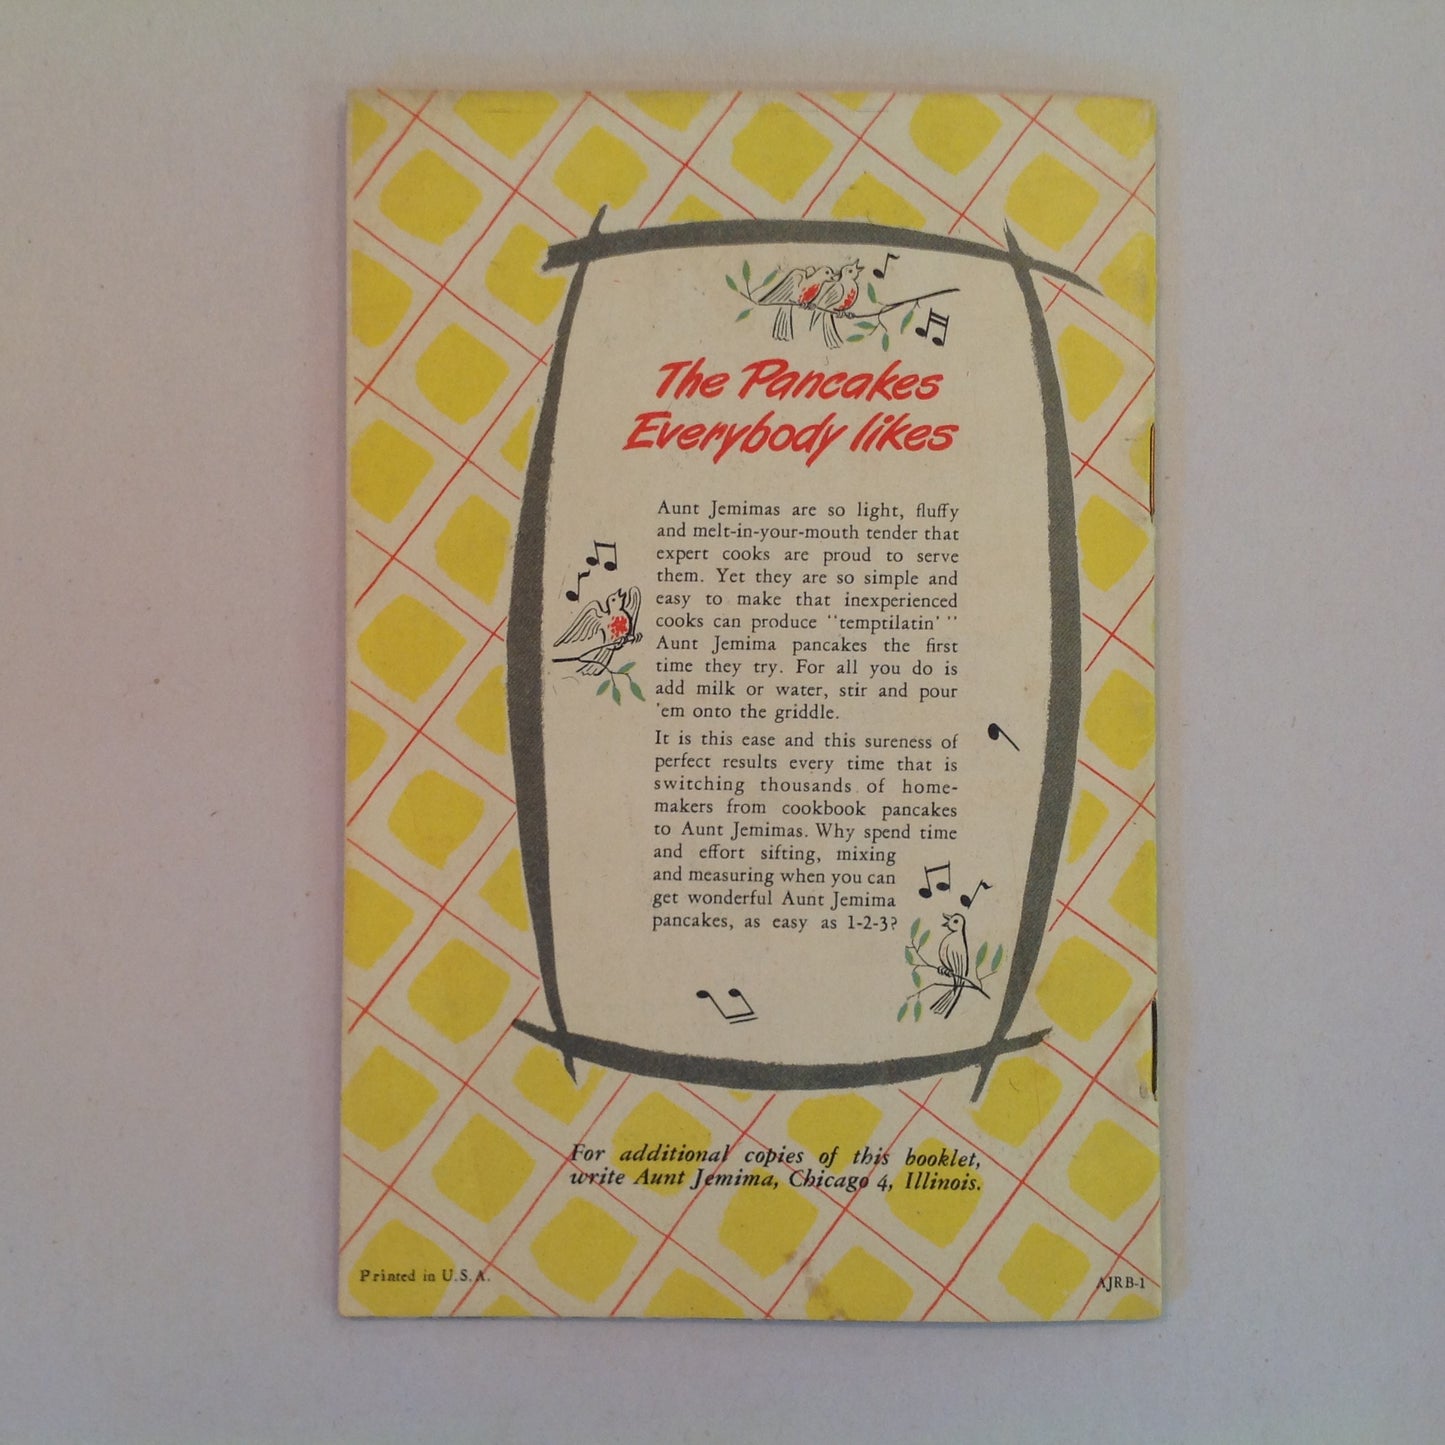 The Pancakes
Everybody likes
Aunt Jemimas are so light, fluffy
and melt-in-your-mouth tender that
expert cooks are proud to serve
them. Yet they are so simple and
easy to make that inexperienced
cooks can produce "temptilatin' "
Aunt Jemima pancakes the first
time they try. For all you do is
add milk or water, stir and pour
'em onto the griddle.
It is this ease and this sureness of
perfect results every time that is
switching thousands of home-
makers from cookbook pancakes
to Aunt Jemimas. Why spend time
and effort sifting, mixing
and measuring when you can
get wonderful Aunt Jemima
pancakes, as easy as 1-2-3?
For additional copies of this booklet,
write Aunt Jemima, Chicago 4, Illinois.
Printed in U.S.A.
AJRB-1